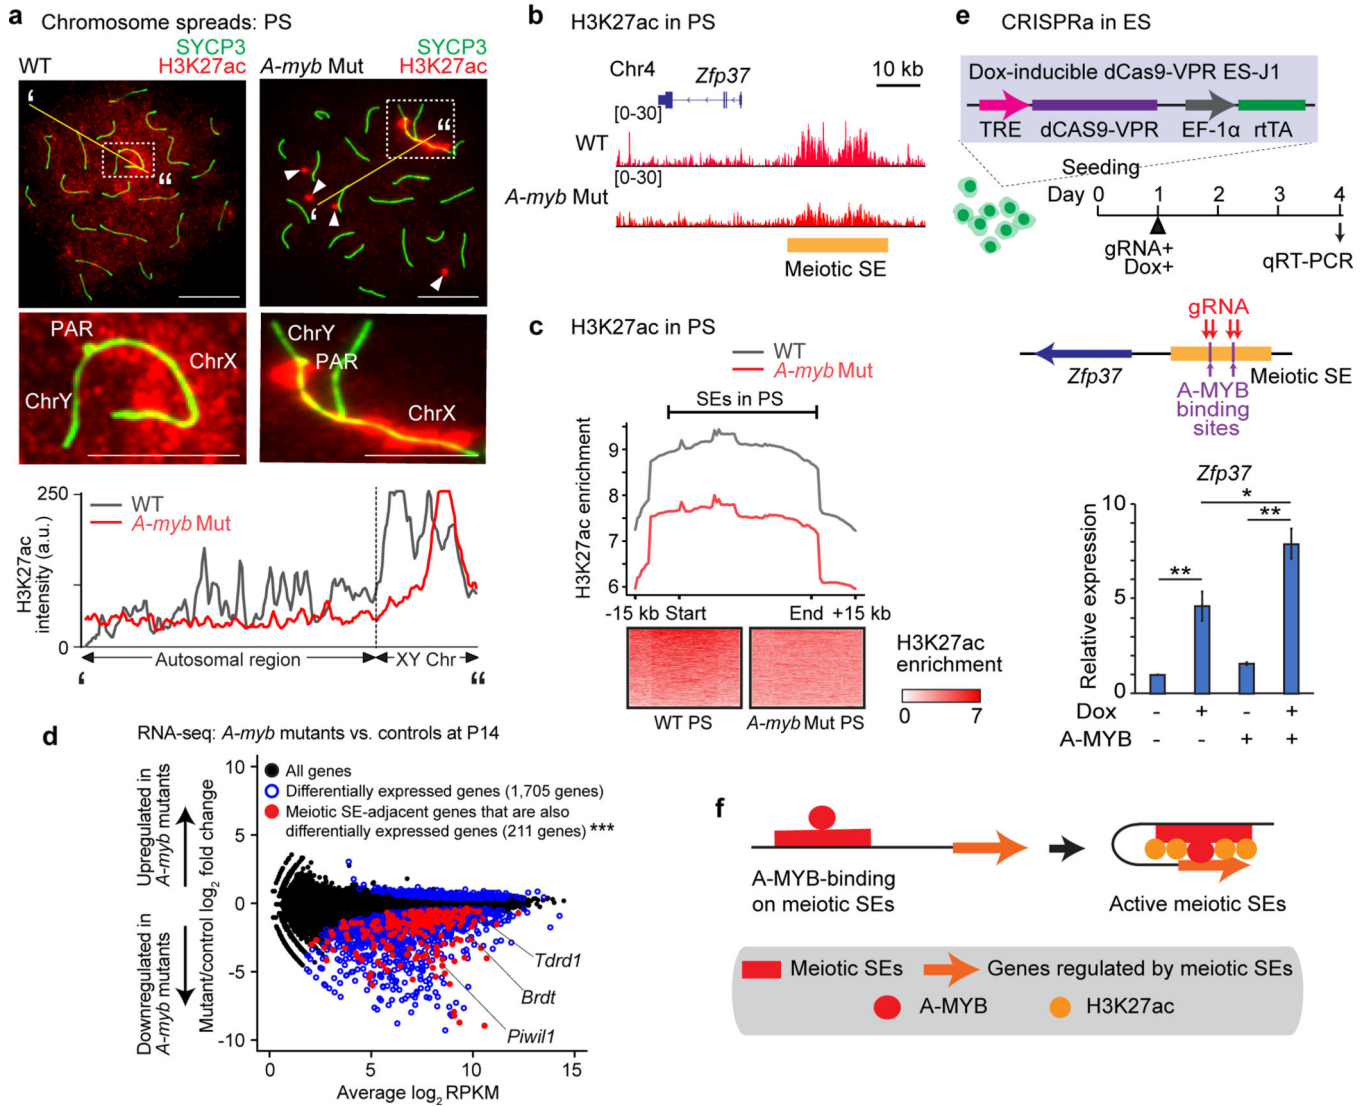 a
Chromosome spreads: PS
SYCP3
WT
H3K27ac
SYCP3
A-myb Mut
H3K27ac
‘
“
“
‘
PAR
ChrX
ChrY
ChrY
PAR
ChrX
250
WT
A-myb Mut
H3K27ac
intensity (a.u.)
0
Autosomal region
XY Chr
‘
“
b
H3K27ac in PS
Chr4
Zfp37
10 kb
[0-30]
WT
[0-30]
A-myb Mut
Meiotic SE
c
H3K27ac in PS
WT
A-myb Mut
SEs in PS
H3K27ac enrichment
9
8
7
6
-15 kb Start
End +15 kb
WT PS
A-myb Mut PS
H3K27ac
enrichment
0
7
d
RNA-seq: A-myb mutants vs. controls at P14
Upregulated in
A-myb mutants
Downregulated in
A-myb mutants
Mutant/control log2 fold change
10
5
0
-5
-10
All genes
Differentially expressed genes (1,705 genes)
Meiotic SE-adjacent genes that are also
differentially expressed genes (211 genes) ***
Tdrd1
Brdt
Piwil1
0
5
10
15
Average log2 RPKM
e
CRISPRa in ES
Dox-inducible dCas9-VPR ES-J1
TRE
dCAS9-VPR
EF-1α
rtTA
Seeding
Day
0
1
2
3
4
gRNA+
Dox+
qRT-PCR
gRNA
Zfp37
Meiotic SE
A-MYB
binding
sites
Zfp37
Relative expression
10
5
0
**
*
**
Dox - + - +
A-MYB - - + +
f
A-MYB-binding
on meiotic SEs
Active meiotic SEs
Meiotic SEs
Genes regulated by meiotic SEs
A-MYB
H3K27ac